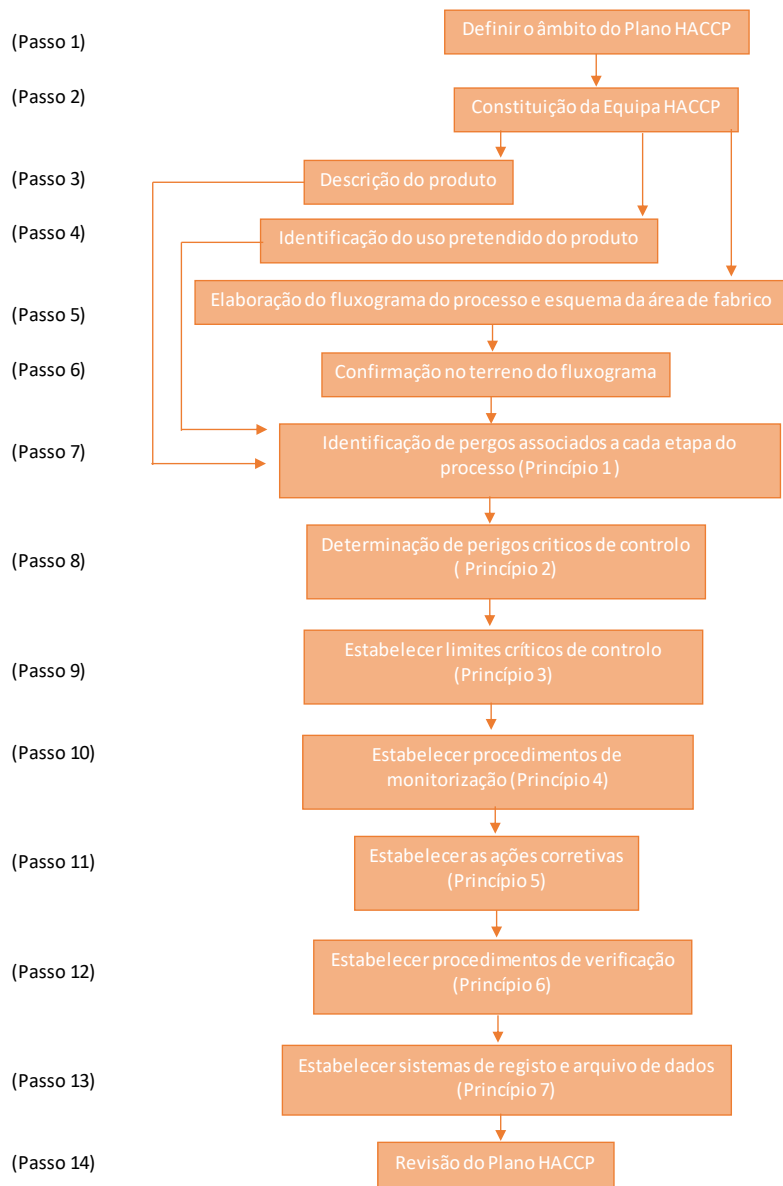 (Passo 1)
Definir o âmbito do Plano HACCP
(Passo 2)
Constituição da Equipa HACCP
(Passo 3)
Descrição do produto
(Passo 4)
Identificação do uso pretendido do produto
(Passo 5)
Elaboração do fluxograma do processo e esquema da área de fabrico
(Passo 6)
Confirmação no terreno do fluxograma
(Passo 7)
Identificação de pergos associados a cada etapa do
processo (Princípio 1)
(Passo 8)
Determinação de perigos criticos de controlo
( Princípio 2)
(Passo 9)
Estabelecer limites críticos de controlo
(Princípio 3)
(Passo 10)
Estabelecer procedimentos de
monitorização (Princípio 4)
(Passo 11)
Estabelecer as ações corretivas
(Princípio 5)
(Passo 12)
Estabelecer procedimentos de verificação
(Princípio 6)
(Passo 13)
Estabelecer sistemas de registo e arquivo de dados
(Princípio 7)
(Passo 14)
Revisão do Plano HACCP